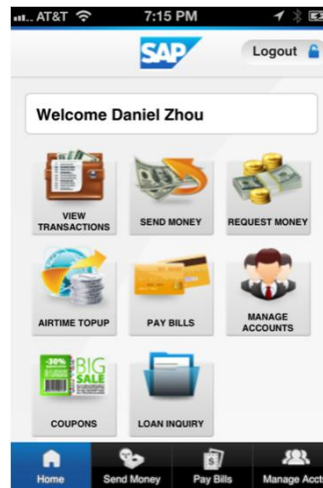 AT&T 7:15 PM
SAP
Logout
Welcome Daniel Zhou
VIEW
TRANSACTIONS
SEND MONEY
REQUEST MONEY
AIRTIME TOPUP
PAY BILLS
MANAGE
ACCOUNTS
-30%
BIG
SALE
COUPONS
LOAN INQUIRY
Home
Send Money
Pay Bills
Manage Acct